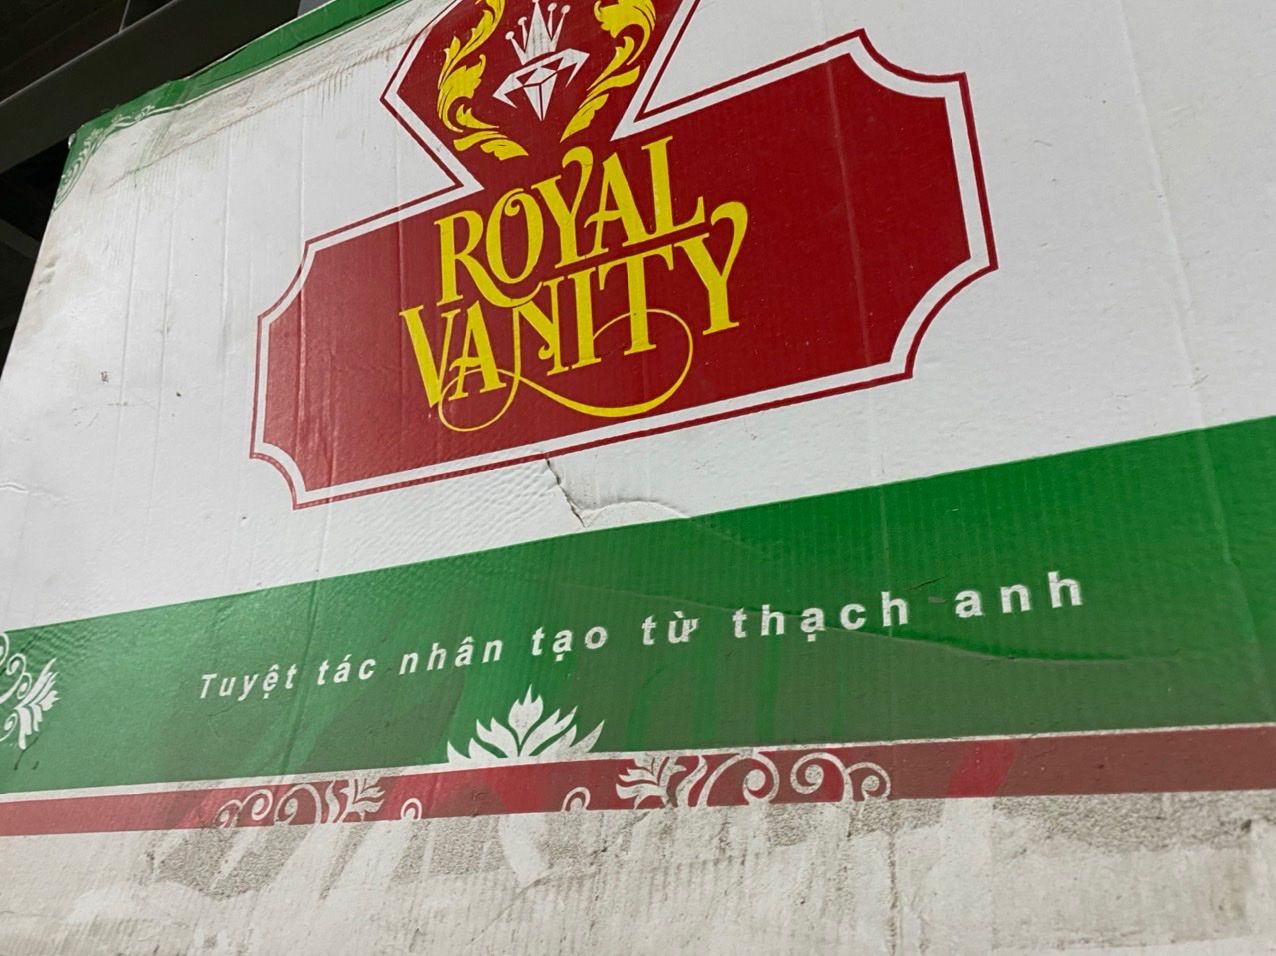 ROYAL
VANITY
Tuyệt tác nhân tạo từ thạch anh